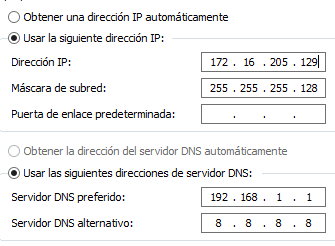 Obtener una dirección IP automáticamente
Usar la siguiente dirección IP:
Dirección IP: 172 . 16 . 205 . 129
Máscara de subred: 255 . 255 . 255 . 128
Puerta de enlace predeterminada: . . .
Obtener la dirección del servidor DNS automáticamente
Usar las siguientes direcciones de servidor DNS:
Servidor DNS preferido: 192 . 168 . 1 . 1
Servidor DNS alternativo: 8 . 8 . 8 . 8